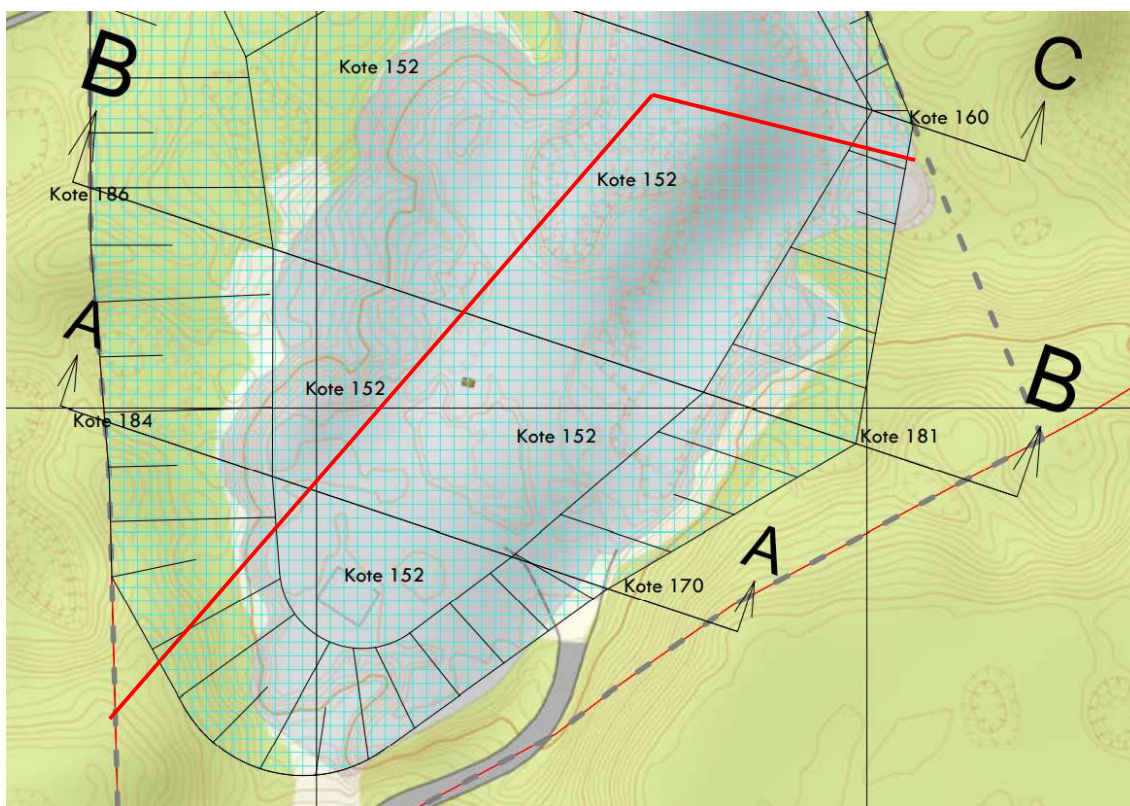 B
Kote 152
C
Kote 160
Kote 186
Kote 152
A
Kote 152
B
Kote 184
Kote 152
Kote 181
A
Kote 152
Kote 170